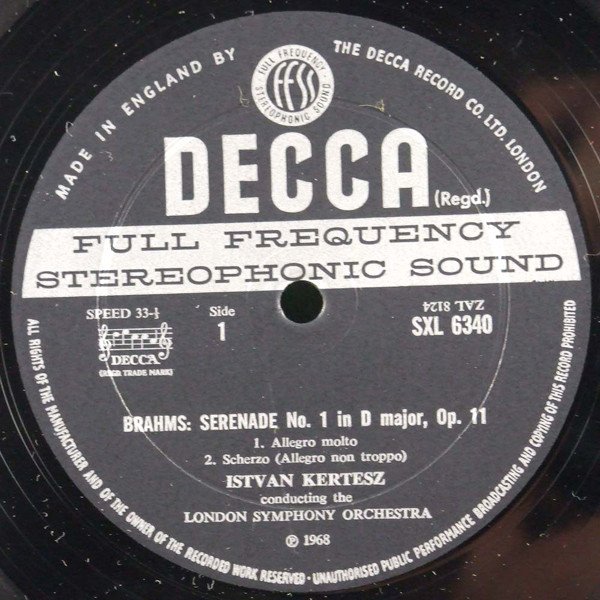 MADE IN ENGLAND BY
FULL FREQUENCY
FFSS
STEREOPHONIC SOUND
THE DECCA RECORD CO. LTD. LONDON
DECCA
(Regd.)
FULL FREQUENCY
STEREOPHONIC SOUND
SPEED 33-⅓
Side
1
ZAL 8124
SXL 6340
DECCA
(REGD TRADE MARK)
BRAHMS: SERENADE No. 1 in D major, Op. 11
1. Allegro molto
2. Scherzo (Allegro non troppo)
ISTVAN KERTESZ
conducting the
LONDON SYMPHONY ORCHESTRA
℗ 1968
ALL RIGHTS OF THE MANUFACTURER AND OF THE OWNER OF THE RECORDED WORK RESERVED · UNAUTHORISED PUBLIC PERFORMANCE BROADCASTING AND COPYING OF THIS RECORD PROHIBITED